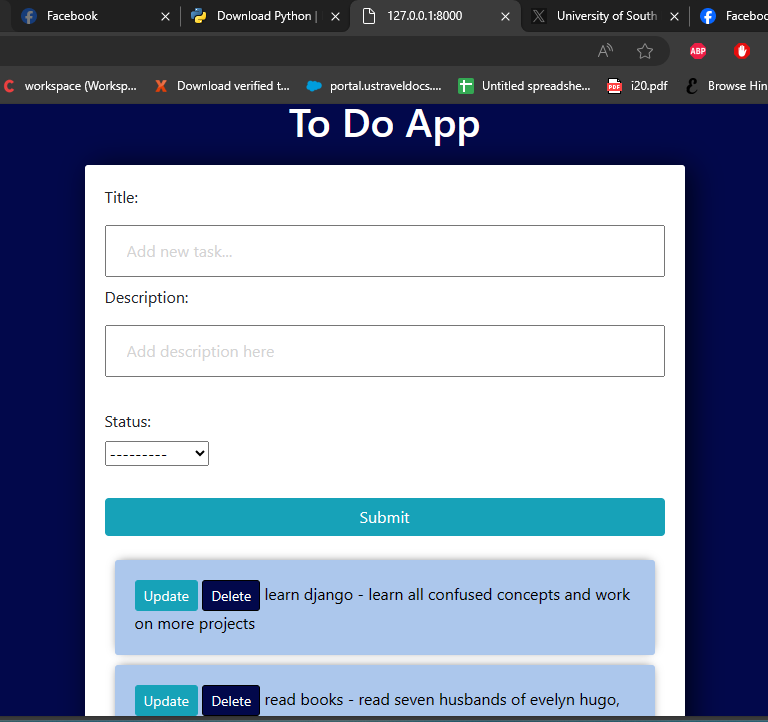 Facebook
Download Python |
127.0.0.1:8000
University of South
Faceboo
A
ABP
workspace (Worksp...
Download verified t...
portal.ustraveldocs....
Untitled spreadshe...
PDF
i20.pdf
Browse Hin
To Do App
Title:
Add new task...
Description:
Add description here
Status:
---------
Submit
Update Delete learn django - learn all confused concepts and work
on more projects
Update Delete read books - read seven husbands of evelyn hugo,